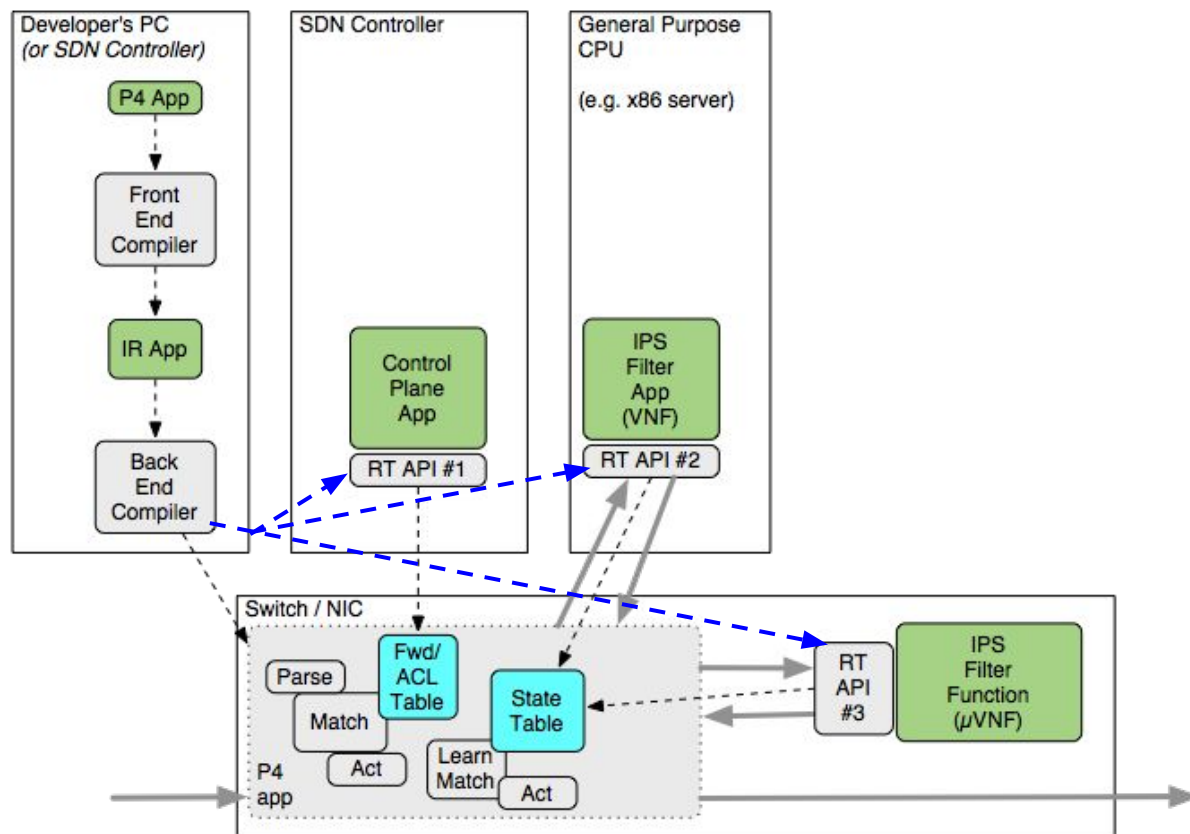 Developer's PC
(or SDN Controller)
P4 App
Front
End
Compiler
IR App
Back
End
Compiler
SDN Controller
Control
Plane
App
RT API #1
General Purpose
CPU
(e.g. x86 server)
IPS
Filter
App
(VNF)
RT API #2
Switch / NIC
Parse
Match
Act
Fwd/
ACL
Table
State
Table
Learn
Match
Act
P4
app
RT
API
#3
IPS
Filter
Function
(µVNF)